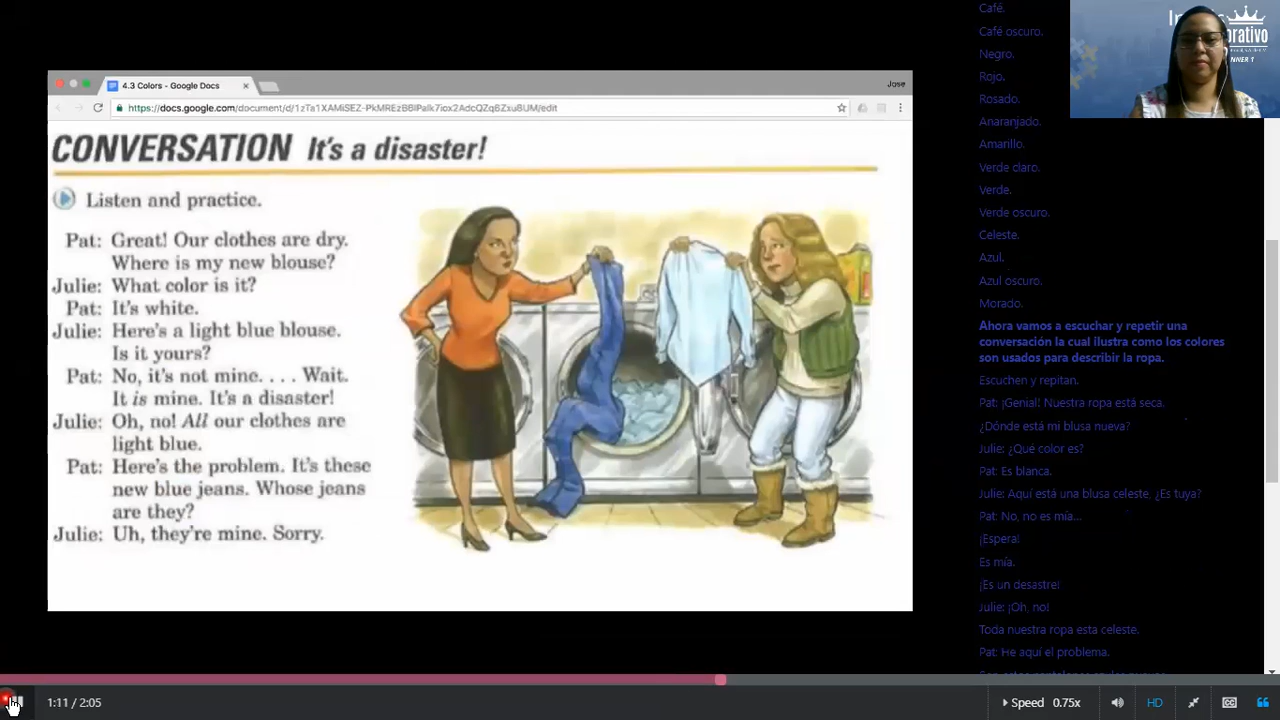 4.3 Colors - Google Docs
Jose
CONVERSATION It's a disaster!
Listen and practice.
Pat: Great! Our clothes are dry.
Where is my new blouse?
Julie: What color is it?
Pat: It's white.
Julie: Here's a light blue blouse.
Is it yours?
Pat: No, it's not mine. . . . Wait.
It is mine. It's a disaster!
Julie: Oh, no! All our clothes are
light blue.
Pat: Here's the problem. It's these
new blue jeans. Whose jeans
are they?
Julie: Uh, they're mine. Sorry.
Café.
Café oscuro.
Negro.
Rojo.
Rosado.
Anaranjado.
Amarillo.
Verde claro.
Verde.
Verde oscuro.
Celeste.
Azul.
Azul oscuro.
Morado.
Ahora vamos a escuchar y repetir una
conversación la cual ilustra como los colores
son usados para describir la ropa.
Escuchen y repitan.
Pat: ¡Genial! Nuestra ropa está seca.
¿Dónde está mi blusa nueva?
Julie: ¿Qué color es?
Pat: Es blanca.
Julie: Aquí está una blusa celeste, ¿Es tuya?
Pat: No, no es mía...
¡Espera!
Es mía.
¡Es un desastre!
Julie: ¡Oh, no!
Toda nuestra ropa esta celeste.
Pat: He aquí el problema.
1:11 / 2:05
Speed 0.75x
HD